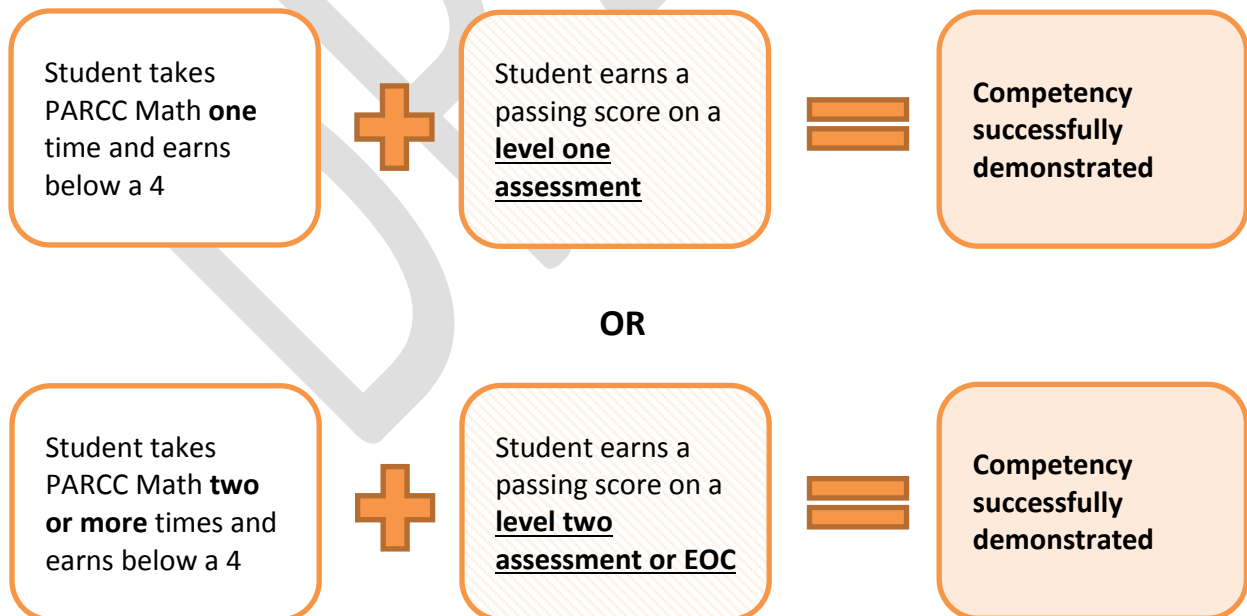 Student takes
PARCC Math one
time and earns
below a 4
Student earns a
passing score on a
level one
assessment
Competency
successfully
demonstrated
OR
Student takes
PARCC Math two
or more times and
earns below a 4
Student earns a
passing score on a
level two
assessment or EOC
Competency
successfully
demonstrated